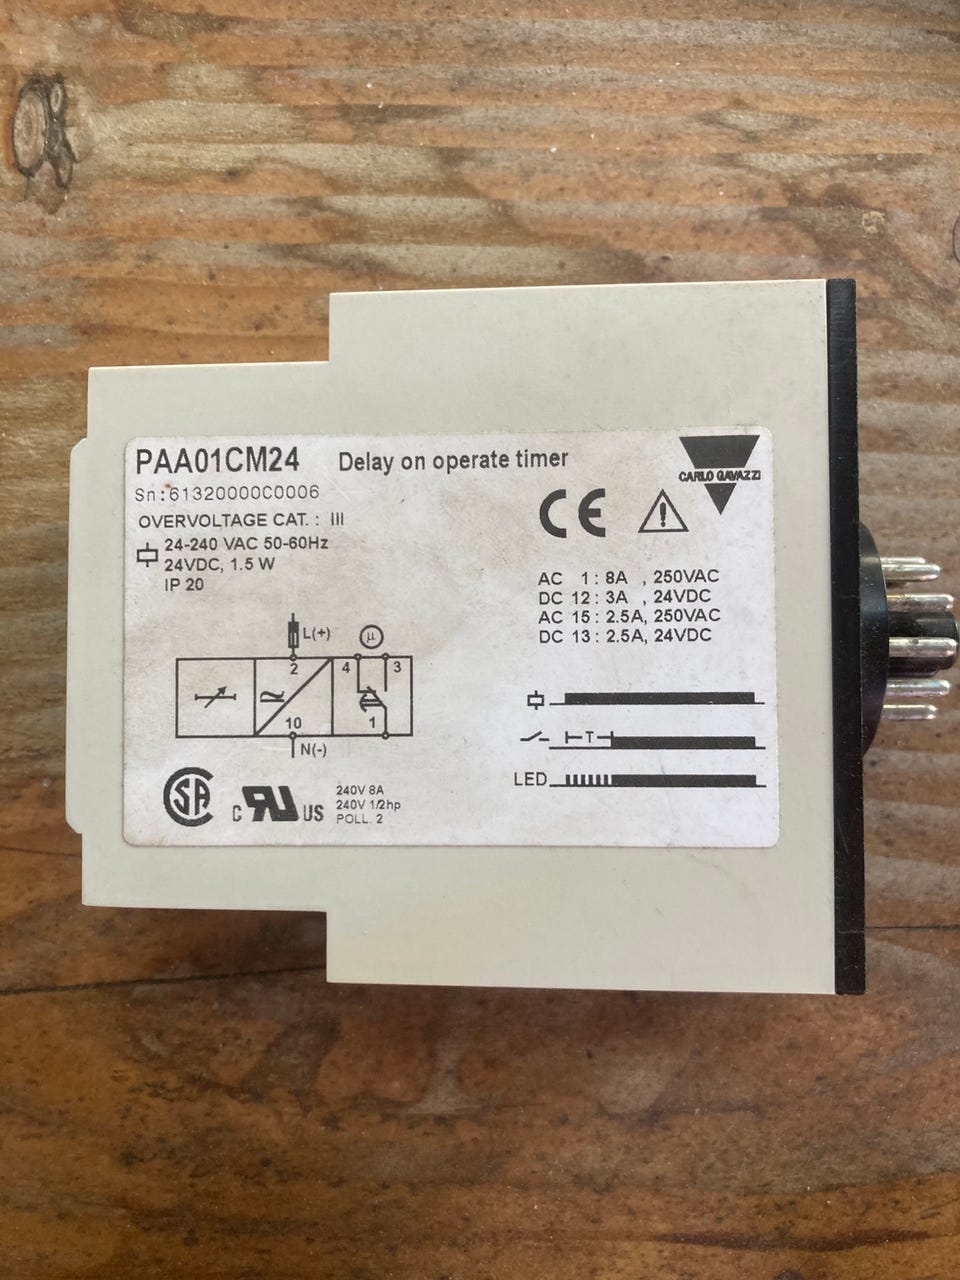 PAA01CM24 Delay on operate timer
CARLO GAVAZZI
Sn:61320000C0006
OVERVOLTAGE CAT. : III
24-240 VAC 50-60Hz
24VDC, 1.5 W
IP 20
CE
AC 1 : 8A , 250VAC
DC 12 : 3A , 24VDC
AC 15 : 2.5A, 250VAC
DC 13 : 2.5A, 24VDC
L(+) μ
2 4 3
10 1
N(-)
T
LED
SA
c RU US
240V 8A
240V 1/2hp
POLL. 2